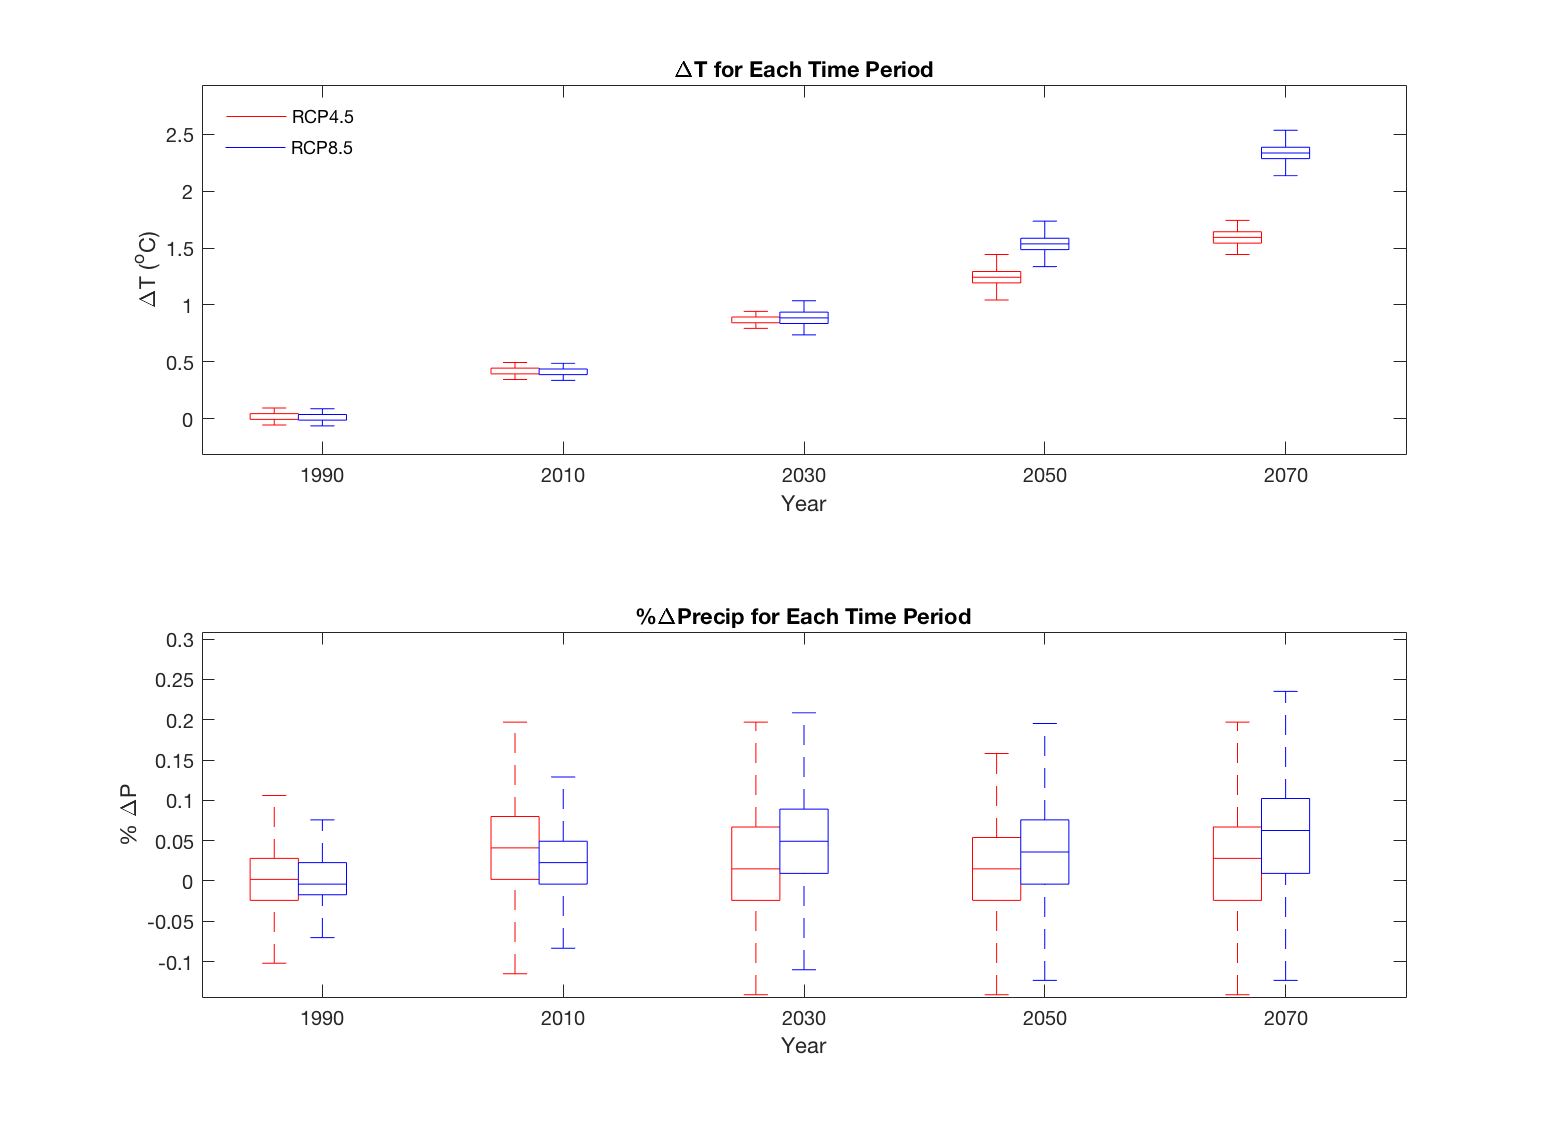 ΔT for Each Time Period
RCP4.5
RCP8.5
2.5
2
1.5
1
0.5
0
ΔT (°C)
1990 2010 2030 2050 2070
Year
%ΔPrecip for Each Time Period
0.3
0.25
0.2
0.15
0.1
0.05
0
-0.05
-0.1
% ΔP
1990 2010 2030 2050 2070
Year